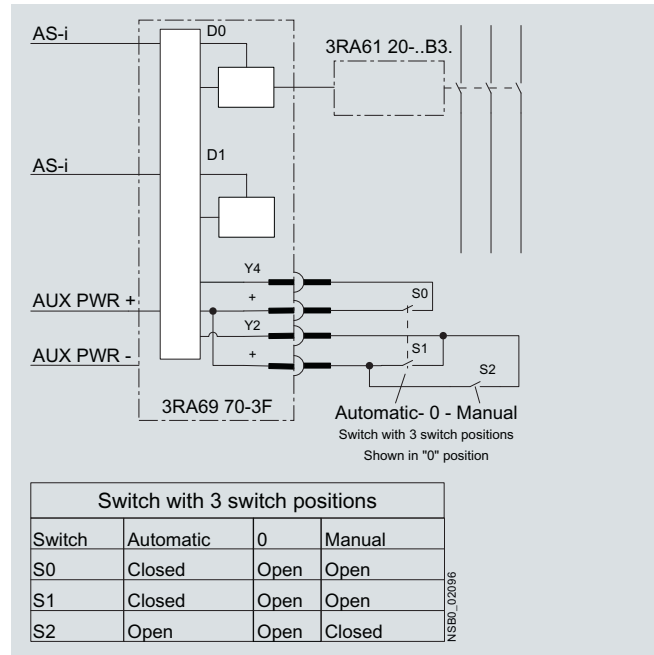 AS-i
D0
3RA61 20-..B3.
AS-i
D1
Y4
+
S0
AUX PWR +
Y2
S1
AUX PWR -
+
S2
3RA69 70-3F
Automatic- 0 - Manual
Switch with 3 switch positions
Shown in "0" position
Switch with 3 switch positions
Switch Automatic 0 Manual
S0 Closed Open Open
S1 Closed Open Open
S2 Open Open Closed
NSB0_02096